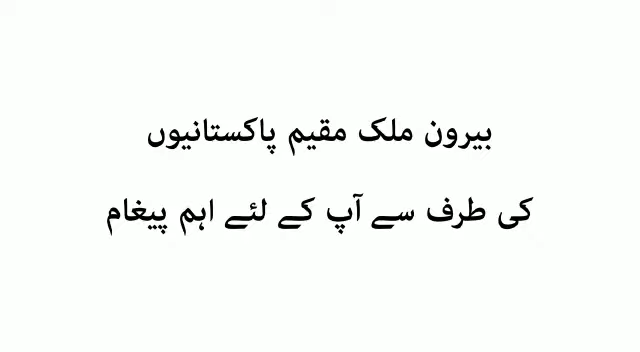 بیرون ملک مقیم پاکستانیوں
کی طرف سے آپ کے لئے اہم پیغام